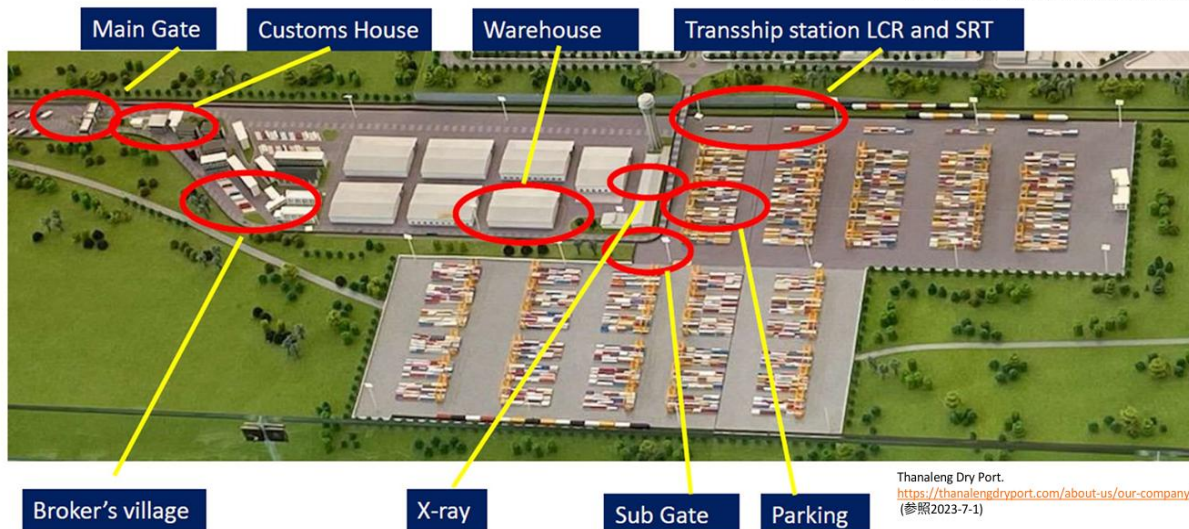 Main Gate
Customs House
Warehouse
Transship station LCR and SRT
Broker’s village
X-ray
Sub Gate
Parking
Thanaleng Dry Port.
https://thanalengdryport.com/about-us/our-company
(参照2023-7-1)